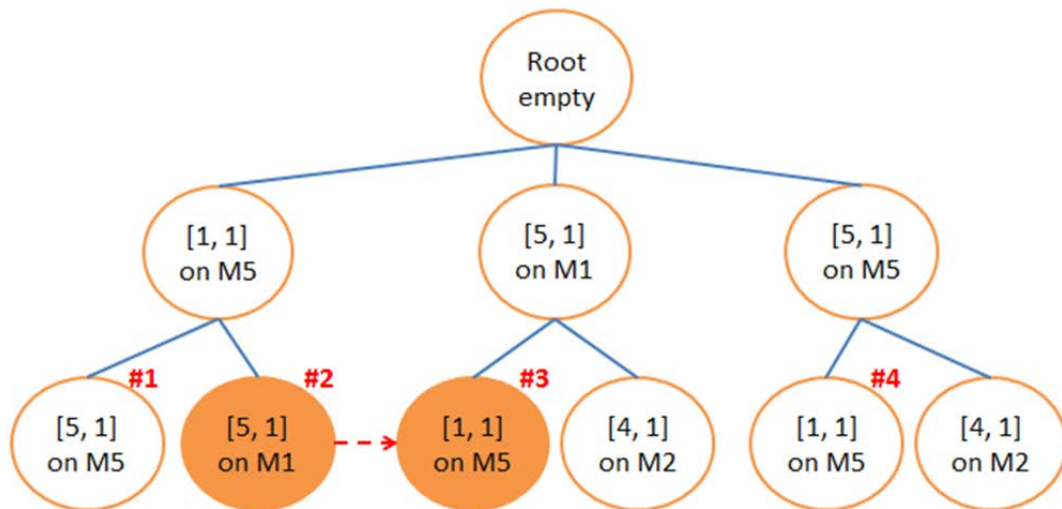 Root
empty
[1, 1]
on M5
[5, 1]
on M1
[5, 1]
on M5
#1
#2
#3
#4
[5, 1]
on M5
[5, 1]
on M1
[1, 1]
on M5
[4, 1]
on M2
[1, 1]
on M5
[4, 1]
on M2